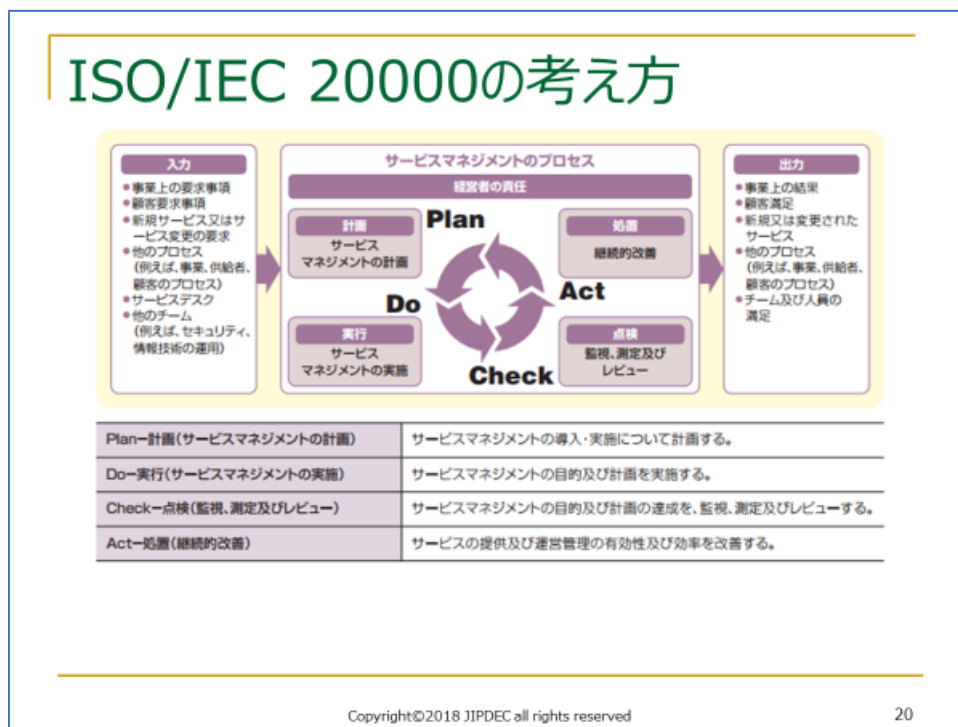 ISO/IEC 20000の考え方
入力
●事業上の要求事項
●顧客要求事項
●新規サービス又はサ
ービス変更の要求
●他のプロセス
(例えば、事業、供給者、
顧客のプロセス)
●サービスデスク
●他のチーム
(例えば、セキュリティ、
情報技術の運用)
サービスマネジメントのプロセス
経営者の責任
計画
サービス
マネジメントの計画
Plan
処置
継続的改善
Do
Act
実行
サービス
マネジメントの実施
Check
点検
監視、測定及び
レビュー
出力
●事業上の結果
●顧客満足
●新規又は変更された
サービス
●他のプロセス
(例えば、事業、供給者、
顧客のプロセス)
●チーム及び人員の
満足
Plan−計画(サービスマネジメントの計画) サービスマネジメントの導入・実施について計画する。
Do−実行(サービスマネジメントの実施) サービスマネジメントの目的及び計画を実施する。
Check−点検(監視、測定及びレビュー) サービスマネジメントの目的及び計画の達成を、監視、測定及びレビューする。
Act−処置(継続的改善) サービスの提供及び運営管理の有効性及び効率を改善する。
Copyright©2018 JIPDEC all rights reserved
20